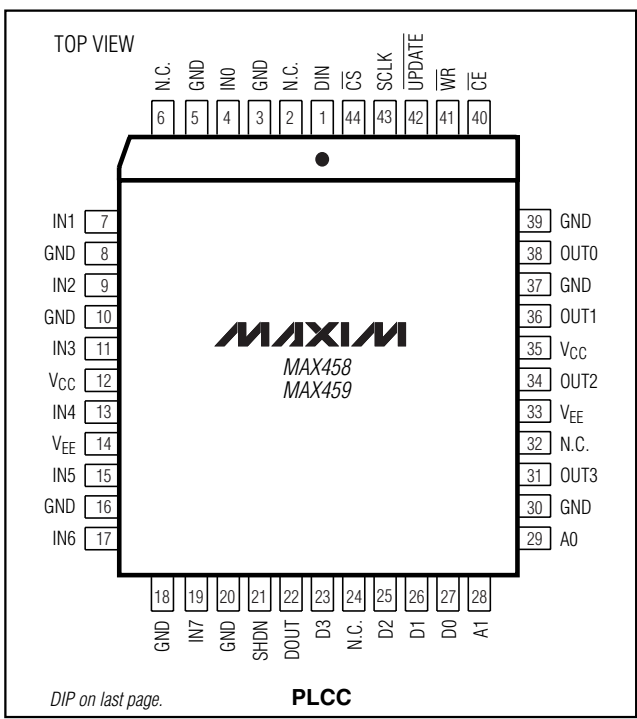 TOP VIEW
N.C. GND IN0 GND N.C. DIN C̅S̅ SCLK U̅P̅D̅A̅T̅E̅ W̅R̅ C̅E̅
6 5 4 3 2 1 44 43 42 41 40
IN1 7
GND 8
IN2 9
GND 10
IN3 11
VCC 12
IN4 13
VEE 14
IN5 15
GND 16
IN6 17
MAXIM
MAX458
MAX459
39 GND
38 OUT0
37 GND
36 OUT1
35 VCC
34 OUT2
33 VEE
32 N.C.
31 OUT3
30 GND
29 A0
18 19 20 21 22 23 24 25 26 27 28
GND IN7 GND SHDN DOUT D3 N.C. D2 D1 D0 A1
DIP on last page.
PLCC